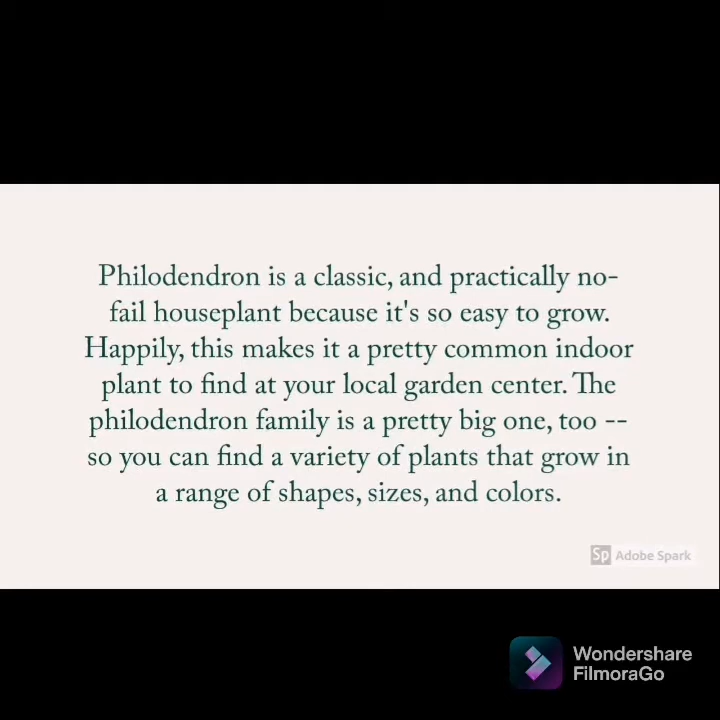 Philodendron is a classic, and practically no-
fail houseplant because it's so easy to grow.
Happily, this makes it a pretty common indoor
plant to find at your local garden center. The
philodendron family is a pretty big one, too --
so you can find a variety of plants that grow in
a range of shapes, sizes, and colors.
Sp Adobe Spark
Wondershare
FilmoraGo